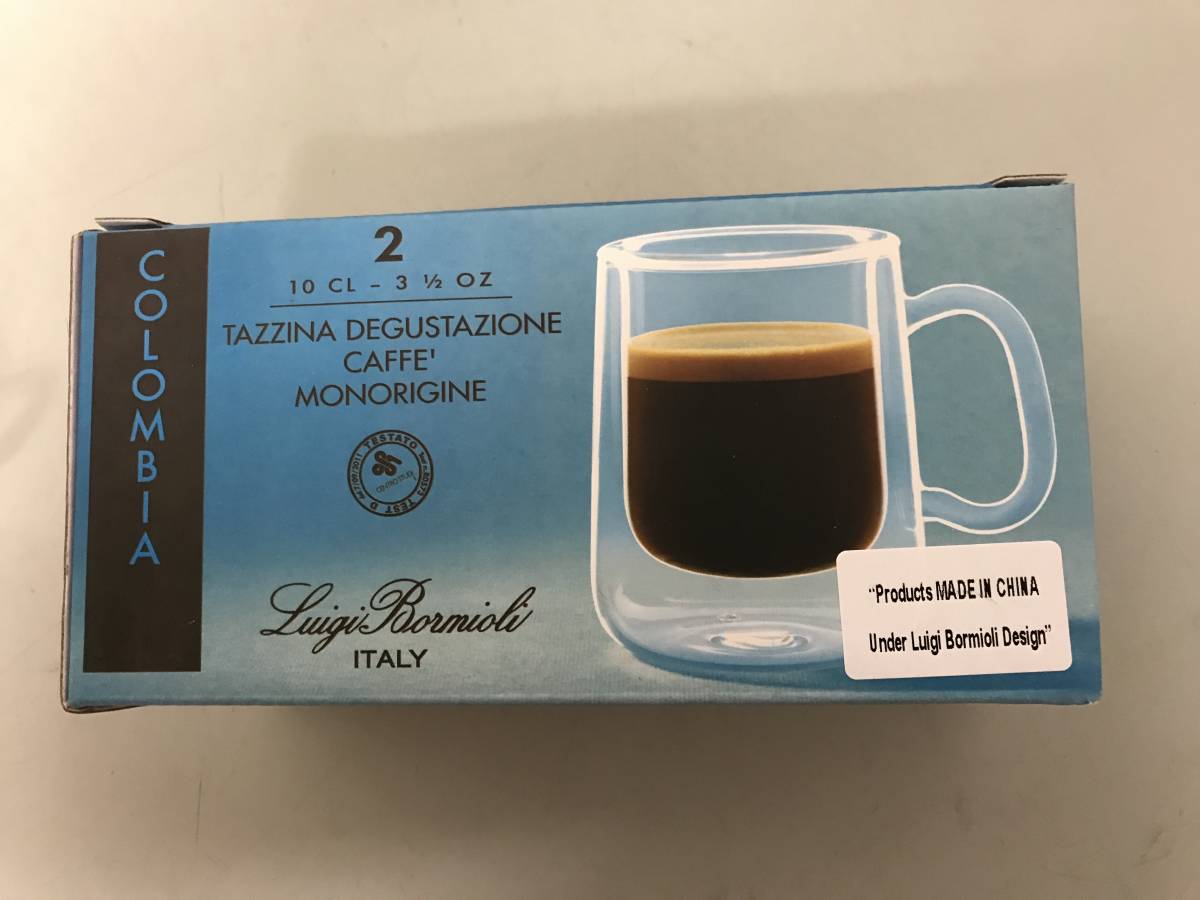 COLOMBIA
2
10 CL – 3 ½ OZ
TAZZINA DEGUSTAZIONE
CAFFE'
MONORIGINE
TESTATO
TEST D
Luigi Bormioli
ITALY
“Products MADE IN CHINA
Under Luigi Bormioli Design”